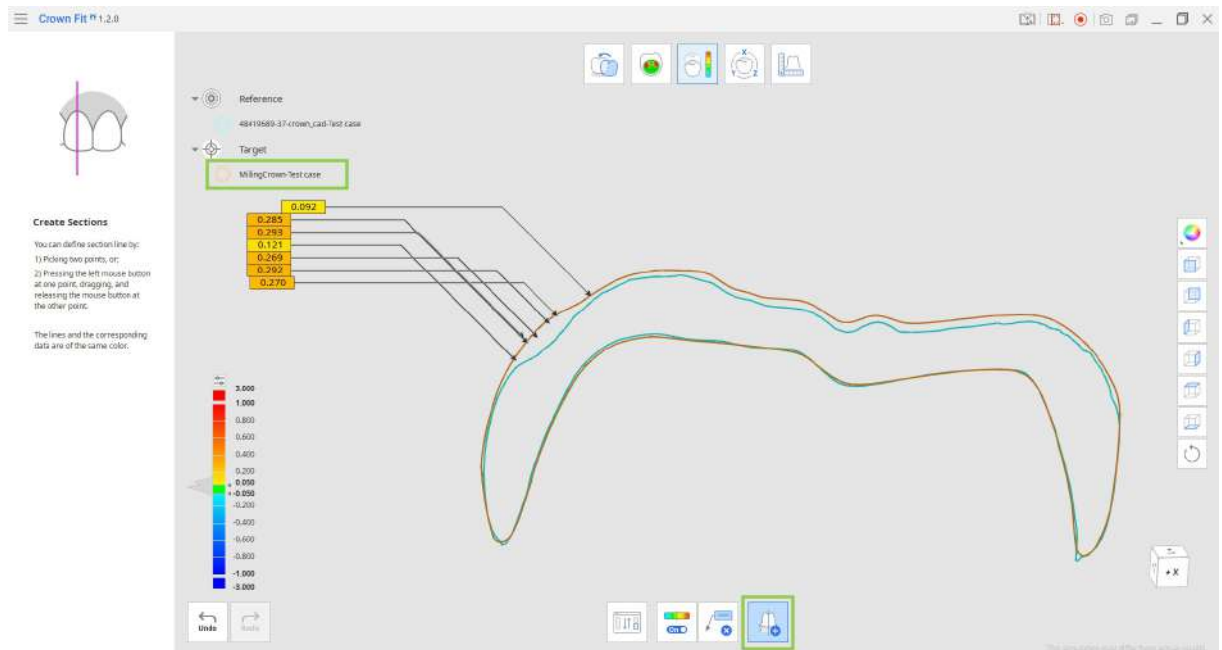 Crown Fit 1.2.0
Reference
Target
MillingCrown-Test case
Create Sections
You can define section line by:
1) Picking two points, or;
2) Pressing the left mouse button
at one point, dragging, and
releasing the mouse button at
the other point.
The lines and the corresponding
data are of the same color.
0.092
0.285
0.293
0.121
0.269
0.292
0.270
3.000
1.000
0.800
0.600
0.400
0.200
0.050
-0.050
-0.200
-0.400
-0.600
-0.800
-1.000
-3.000
Undo
Redo
On
X
Y
Z
+X